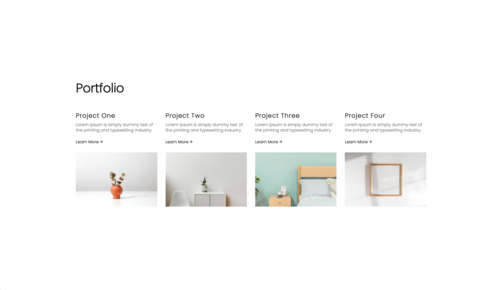 Portfolio
Project One
Lorem Ipsum is simply dummy text of
the printing and typesetting industry.
Learn More →
Project Two
Lorem Ipsum is simply dummy text of
the printing and typesetting industry.
Learn More →
Project Three
Lorem Ipsum is simply dummy text of
the printing and typesetting industry.
Learn More →
Project Four
Lorem Ipsum is simply dummy text of
the printing and typesetting industry.
Learn More →